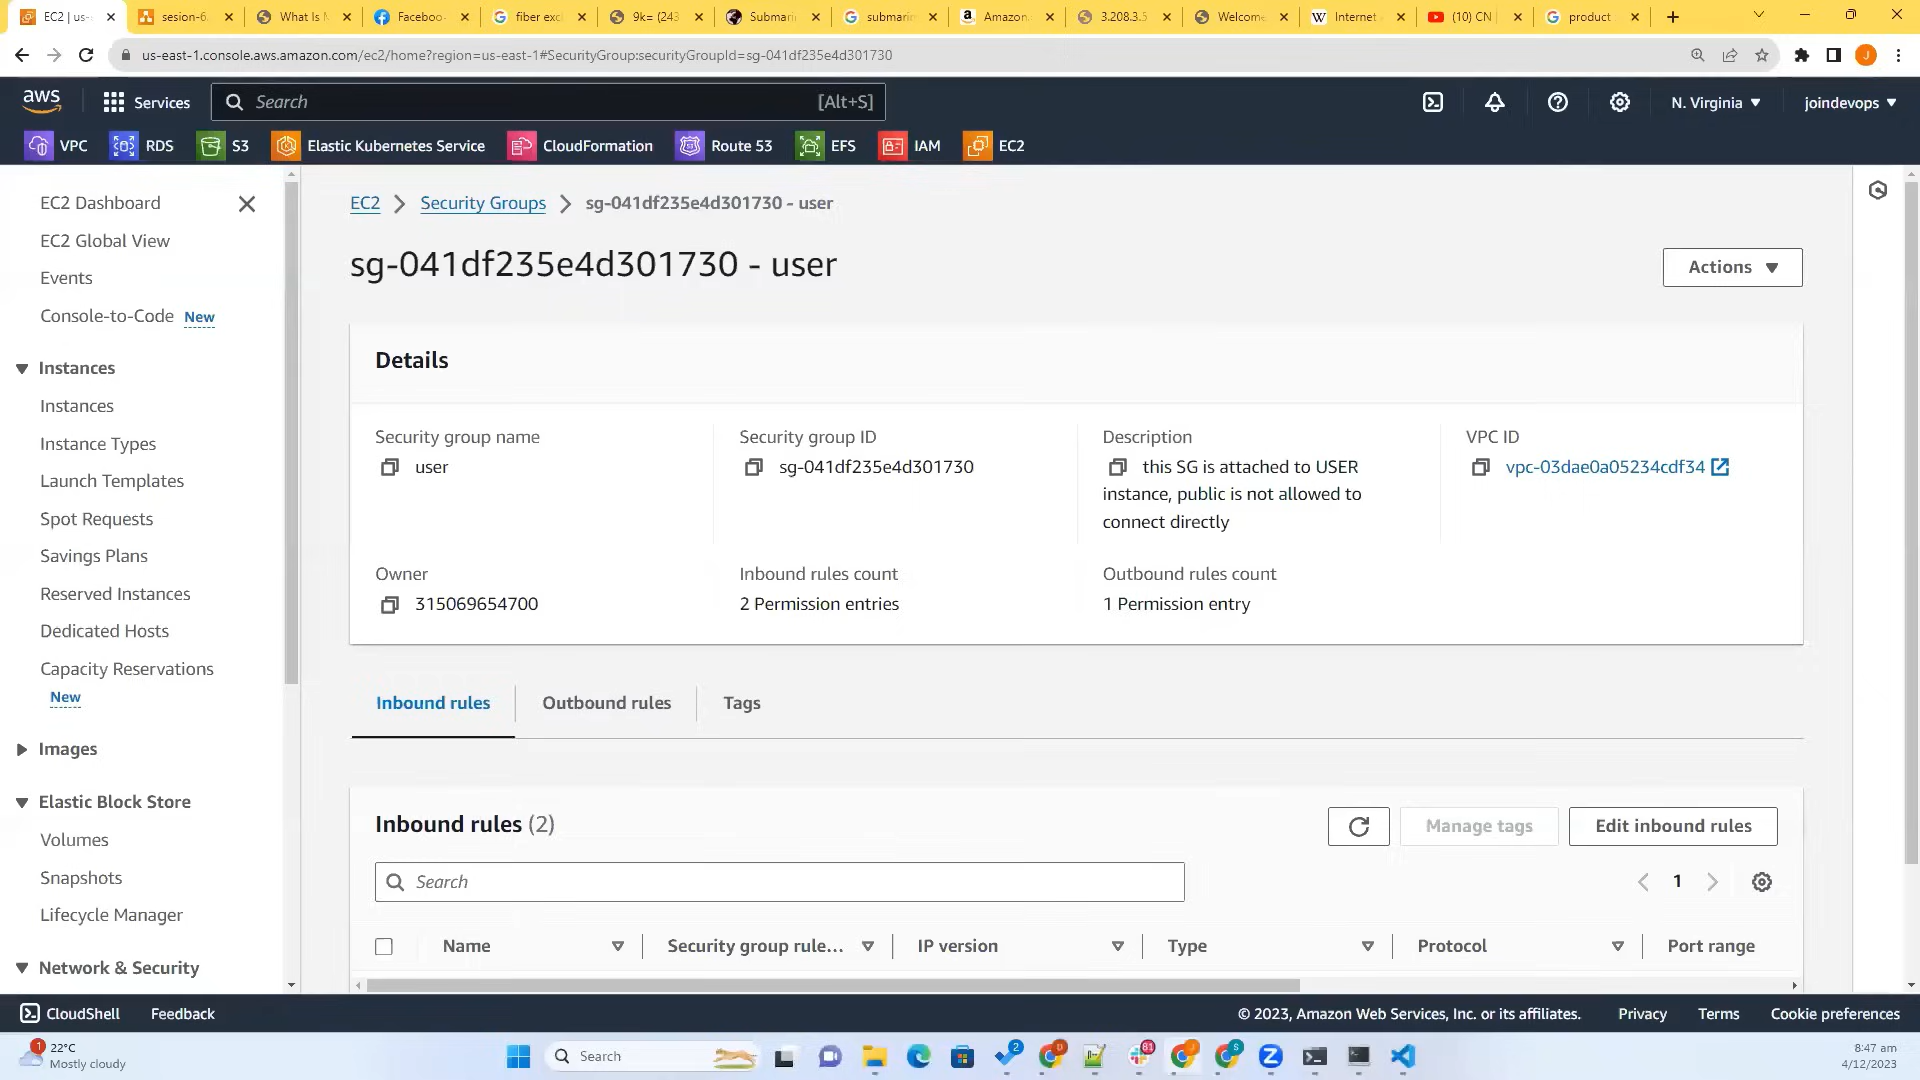 EC2 | us-
sesion-6.
What Is M
Faceboo
fiber exc
9k= (243
Submari
submarin
Amazon.
3.208.3.5
Welcome
Internet
(10) CN
product
us-east-1.console.aws.amazon.com/ec2/home?region=us-east-1#SecurityGroup:securityGroupId=sg-041df235e4d301730
J
aws
Services
Search
[Alt+S]
N. Virginia
joindevops
VPC
RDS
S3
Elastic Kubernetes Service
CloudFormation
Route 53
EFS
IAM
EC2
EC2 Dashboard
EC2 Global View
Events
Console-to-Code New
Instances
Instances
Instance Types
Launch Templates
Spot Requests
Savings Plans
Reserved Instances
Dedicated Hosts
Capacity Reservations
New
Images
Elastic Block Store
Volumes
Snapshots
Lifecycle Manager
Network & Security
EC2
Security Groups
sg-041df235e4d301730 - user
sg-041df235e4d301730 - user
Actions
Details
Security group name
user
Security group ID
sg-041df235e4d301730
Description
this SG is attached to USER
instance, public is not allowed to
connect directly
VPC ID
vpc-03dae0a05234cdf34
Owner
315069654700
Inbound rules count
2 Permission entries
Outbound rules count
1 Permission entry
Inbound rules
Outbound rules
Tags
Inbound rules (2)
Manage tags
Edit inbound rules
Search
1
Name
Security group rule...
IP version
Type
Protocol
Port range
CloudShell
Feedback
© 2023, Amazon Web Services, Inc. or its affiliates.
Privacy
Terms
Cookie preferences
1
22°C
Mostly cloudy
Search
2
D
81
S
8:47 am
4/12/2023